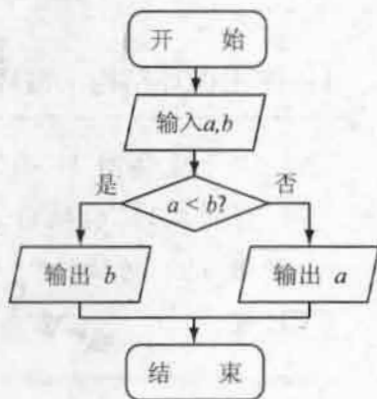 开 始
输入a,b
是
否
a < b?
输出 b
输出 a
结 束